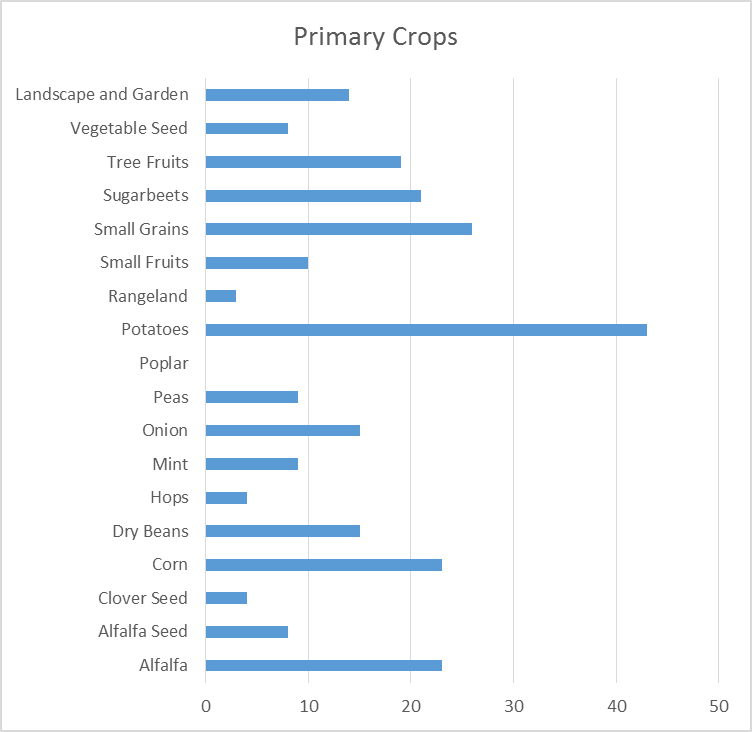 Primary Crops
Landscape and Garden
Vegetable Seed
Tree Fruits
Sugarbeets
Small Grains
Small Fruits
Rangeland
Potatoes
Poplar
Peas
Onion
Mint
Hops
Dry Beans
Corn
Clover Seed
Alfalfa Seed
Alfalfa
0 10 20 30 40 50